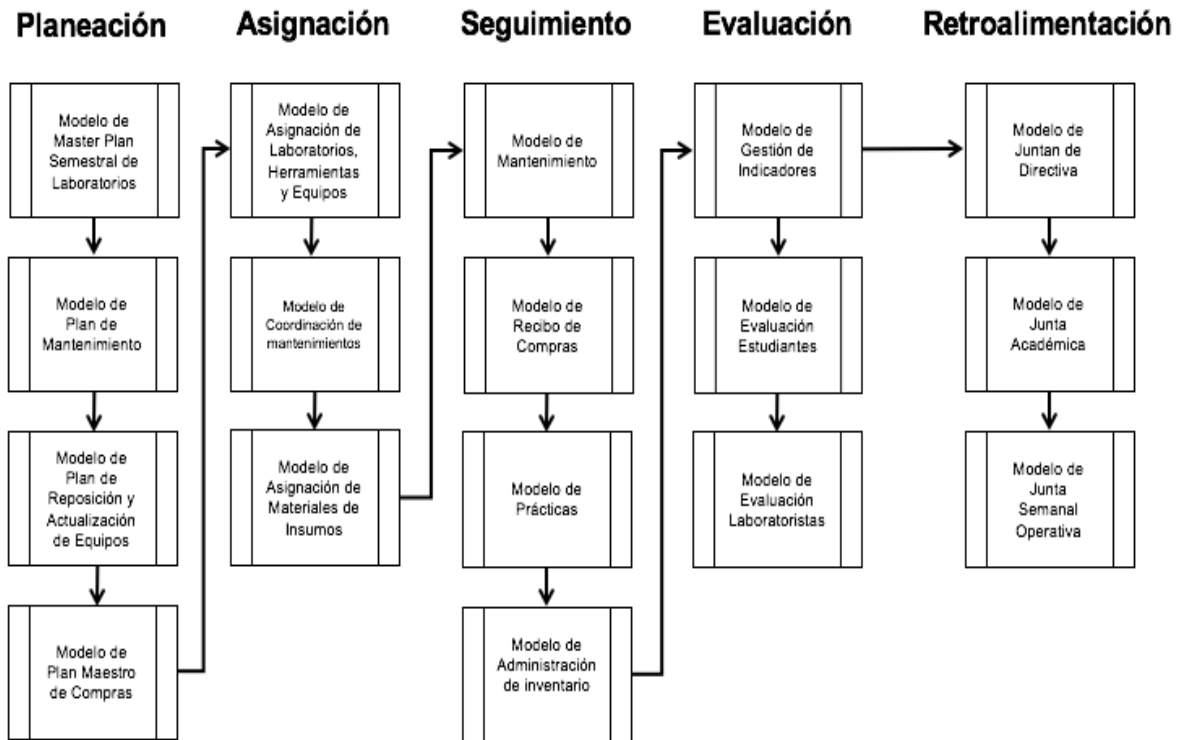 Planeación
Asignación
Seguimiento
Evaluación
Retroalimentación
Modelo de
Master Plan
Semestral de
Laboratorios
Modelo de
Plan de
Mantenimiento
Modelo de
Plan de
Reposición y
Actualización
de Equipos
Modelo de
Plan Maestro
de Compras
Modelo de
Asignación de
Laboratorios,
Herramientas
y Equipos
Modelo de
Coordinación de
mantenimientos
Modelo de
Asignación de
Materiales de
Insumos
Modelo de
Mantenimiento
Modelo de
Recibo de
Compras
Modelo de
Prácticas
Modelo de
Administración
de inventario
Modelo de
Gestión de
Indicadores
Modelo de
Evaluación
Estudiantes
Modelo de
Evaluación
Laboratoristas
Modelo de
Juntan de
Directiva
Modelo de
Junta
Académica
Modelo de
Junta
Semanal
Operativa